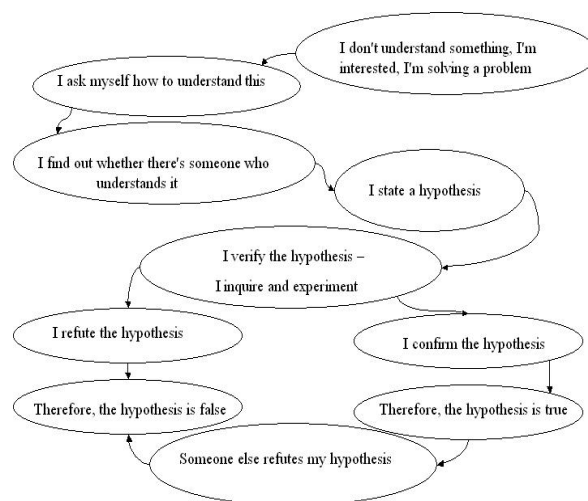 I don't understand something, I'm
interested, I'm solving a problem
I ask myself how to understand this
I find out whether there's someone who
understands it
I state a hypothesis
I verify the hypothesis –
I inquire and experiment
I refute the hypothesis
I confirm the hypothesis
Therefore, the hypothesis is false
Therefore, the hypothesis is true
Someone else refutes my hypothesis